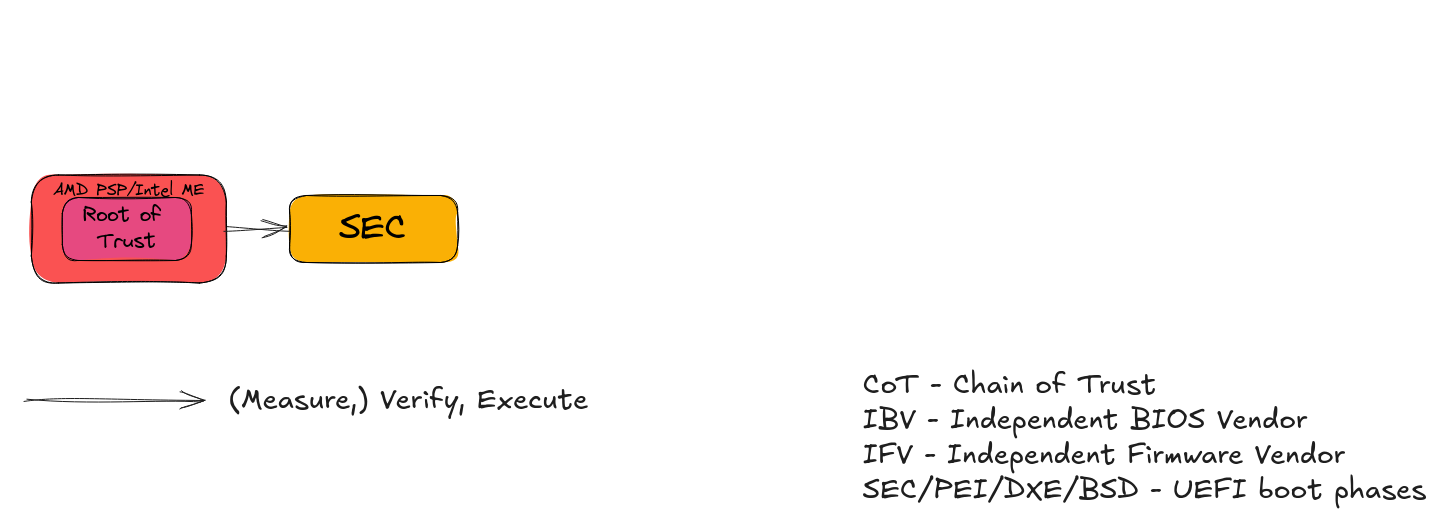 AMD PSP/Intel ME
Root of
Trust
SEC
(Measure,) Verify, Execute
CoT - Chain of Trust
IBV - Independent BIOS Vendor
IFV - Independent Firmware Vendor
SEC/PEI/DXE/BSD - UEFI boot phases